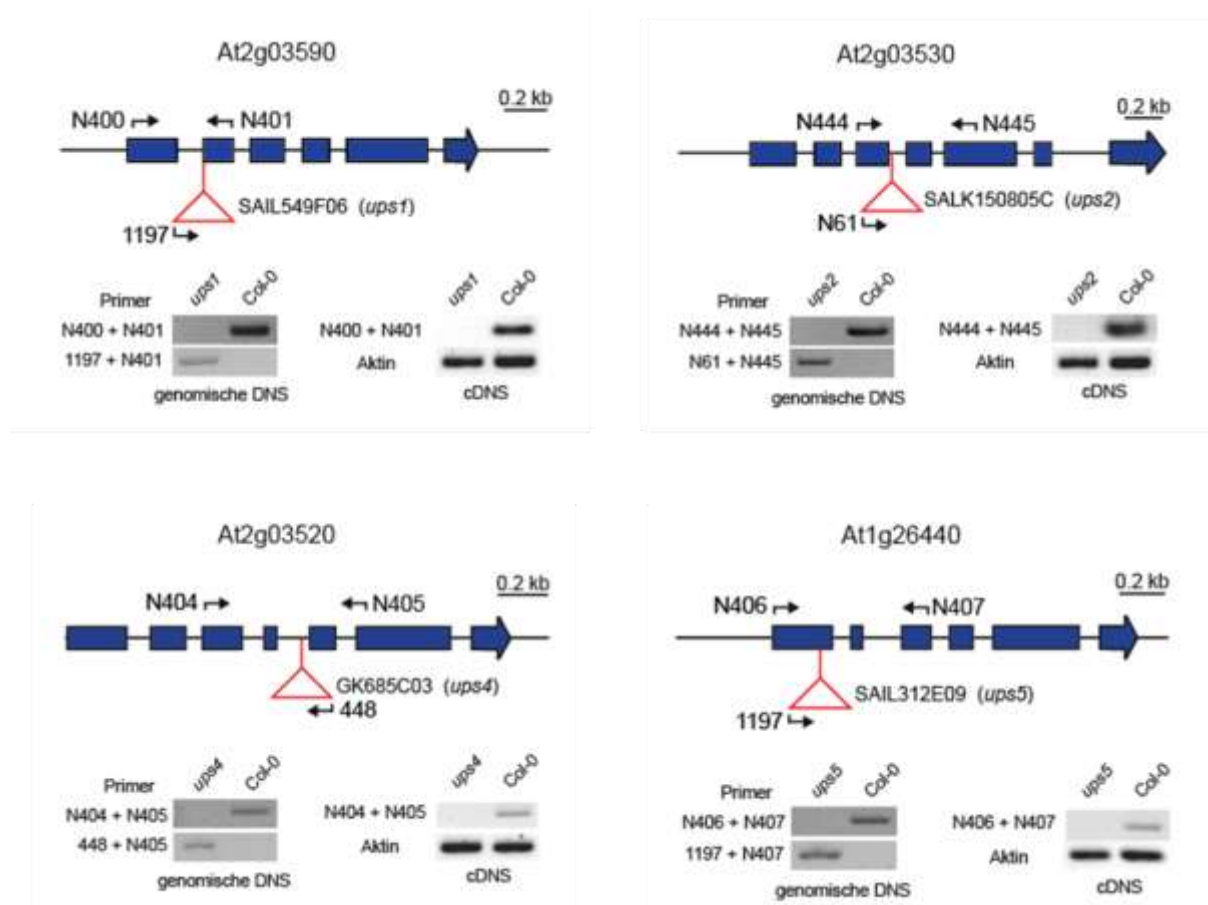 At2g03590
0.2 kb
N400 N401
SAIL549F06 (ups1)
1197
Primer ups1 Col-0 ups1 Col-0
N400 + N401 N400 + N401
1197 + N401 Aktin
genomische DNS cDNS
At2g03530
0.2 kb
N444 N445
SALK150805C (ups2)
N61
Primer ups2 Col-0 ups2 Col-0
N444 + N445 N444 + N445
N61 + N445 Aktin
genomische DNS cDNS
At2g03520
0.2 kb
N404 N405
GK685C03 (ups4)
448
Primer ups4 Col-0 ups4 Col-0
N404 + N405 N404 + N405
448 + N405 Aktin
genomische DNS cDNS
At1g26440
0.2 kb
N406 N407
SAIL312E09 (ups5)
1197
Primer ups5 Col-0 ups5 Col-0
N406 + N407 N406 + N407
1197 + N407 Aktin
genomische DNS cDNS